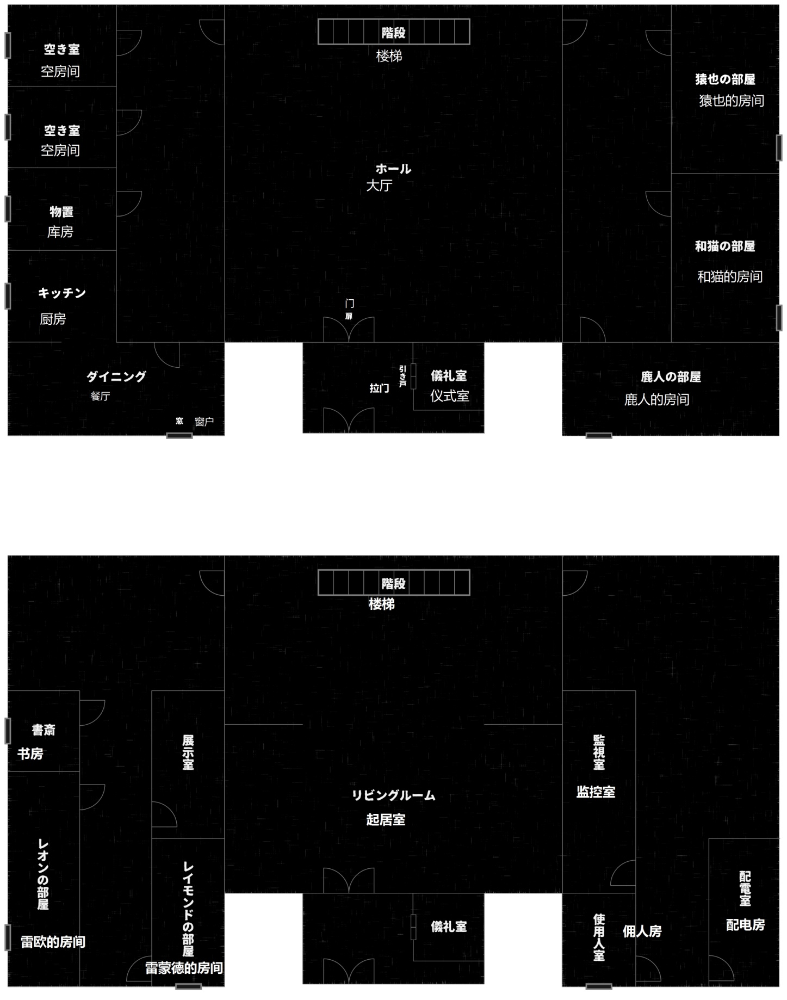 階段
楼梯
空き室
空房间
猿也の部屋
猿也的房间
空き室
空房间
ホール
大厅
物置
库房
和猫の部屋
和猫的房间
キッチン
厨房
门
扉
ダイニング
餐厅
窓
窗户
引き戸
拉门
儀礼室
仪式室
鹿人の部屋
鹿人的房间
階段
楼梯
書斎
书房
展示室
監視室
监控室
リビングルーム
起居室
レオンの部屋
雷欧的房间
レイモンドの部屋
雷蒙德的房间
儀礼室
使用人室
佣人房
配電室
配电房